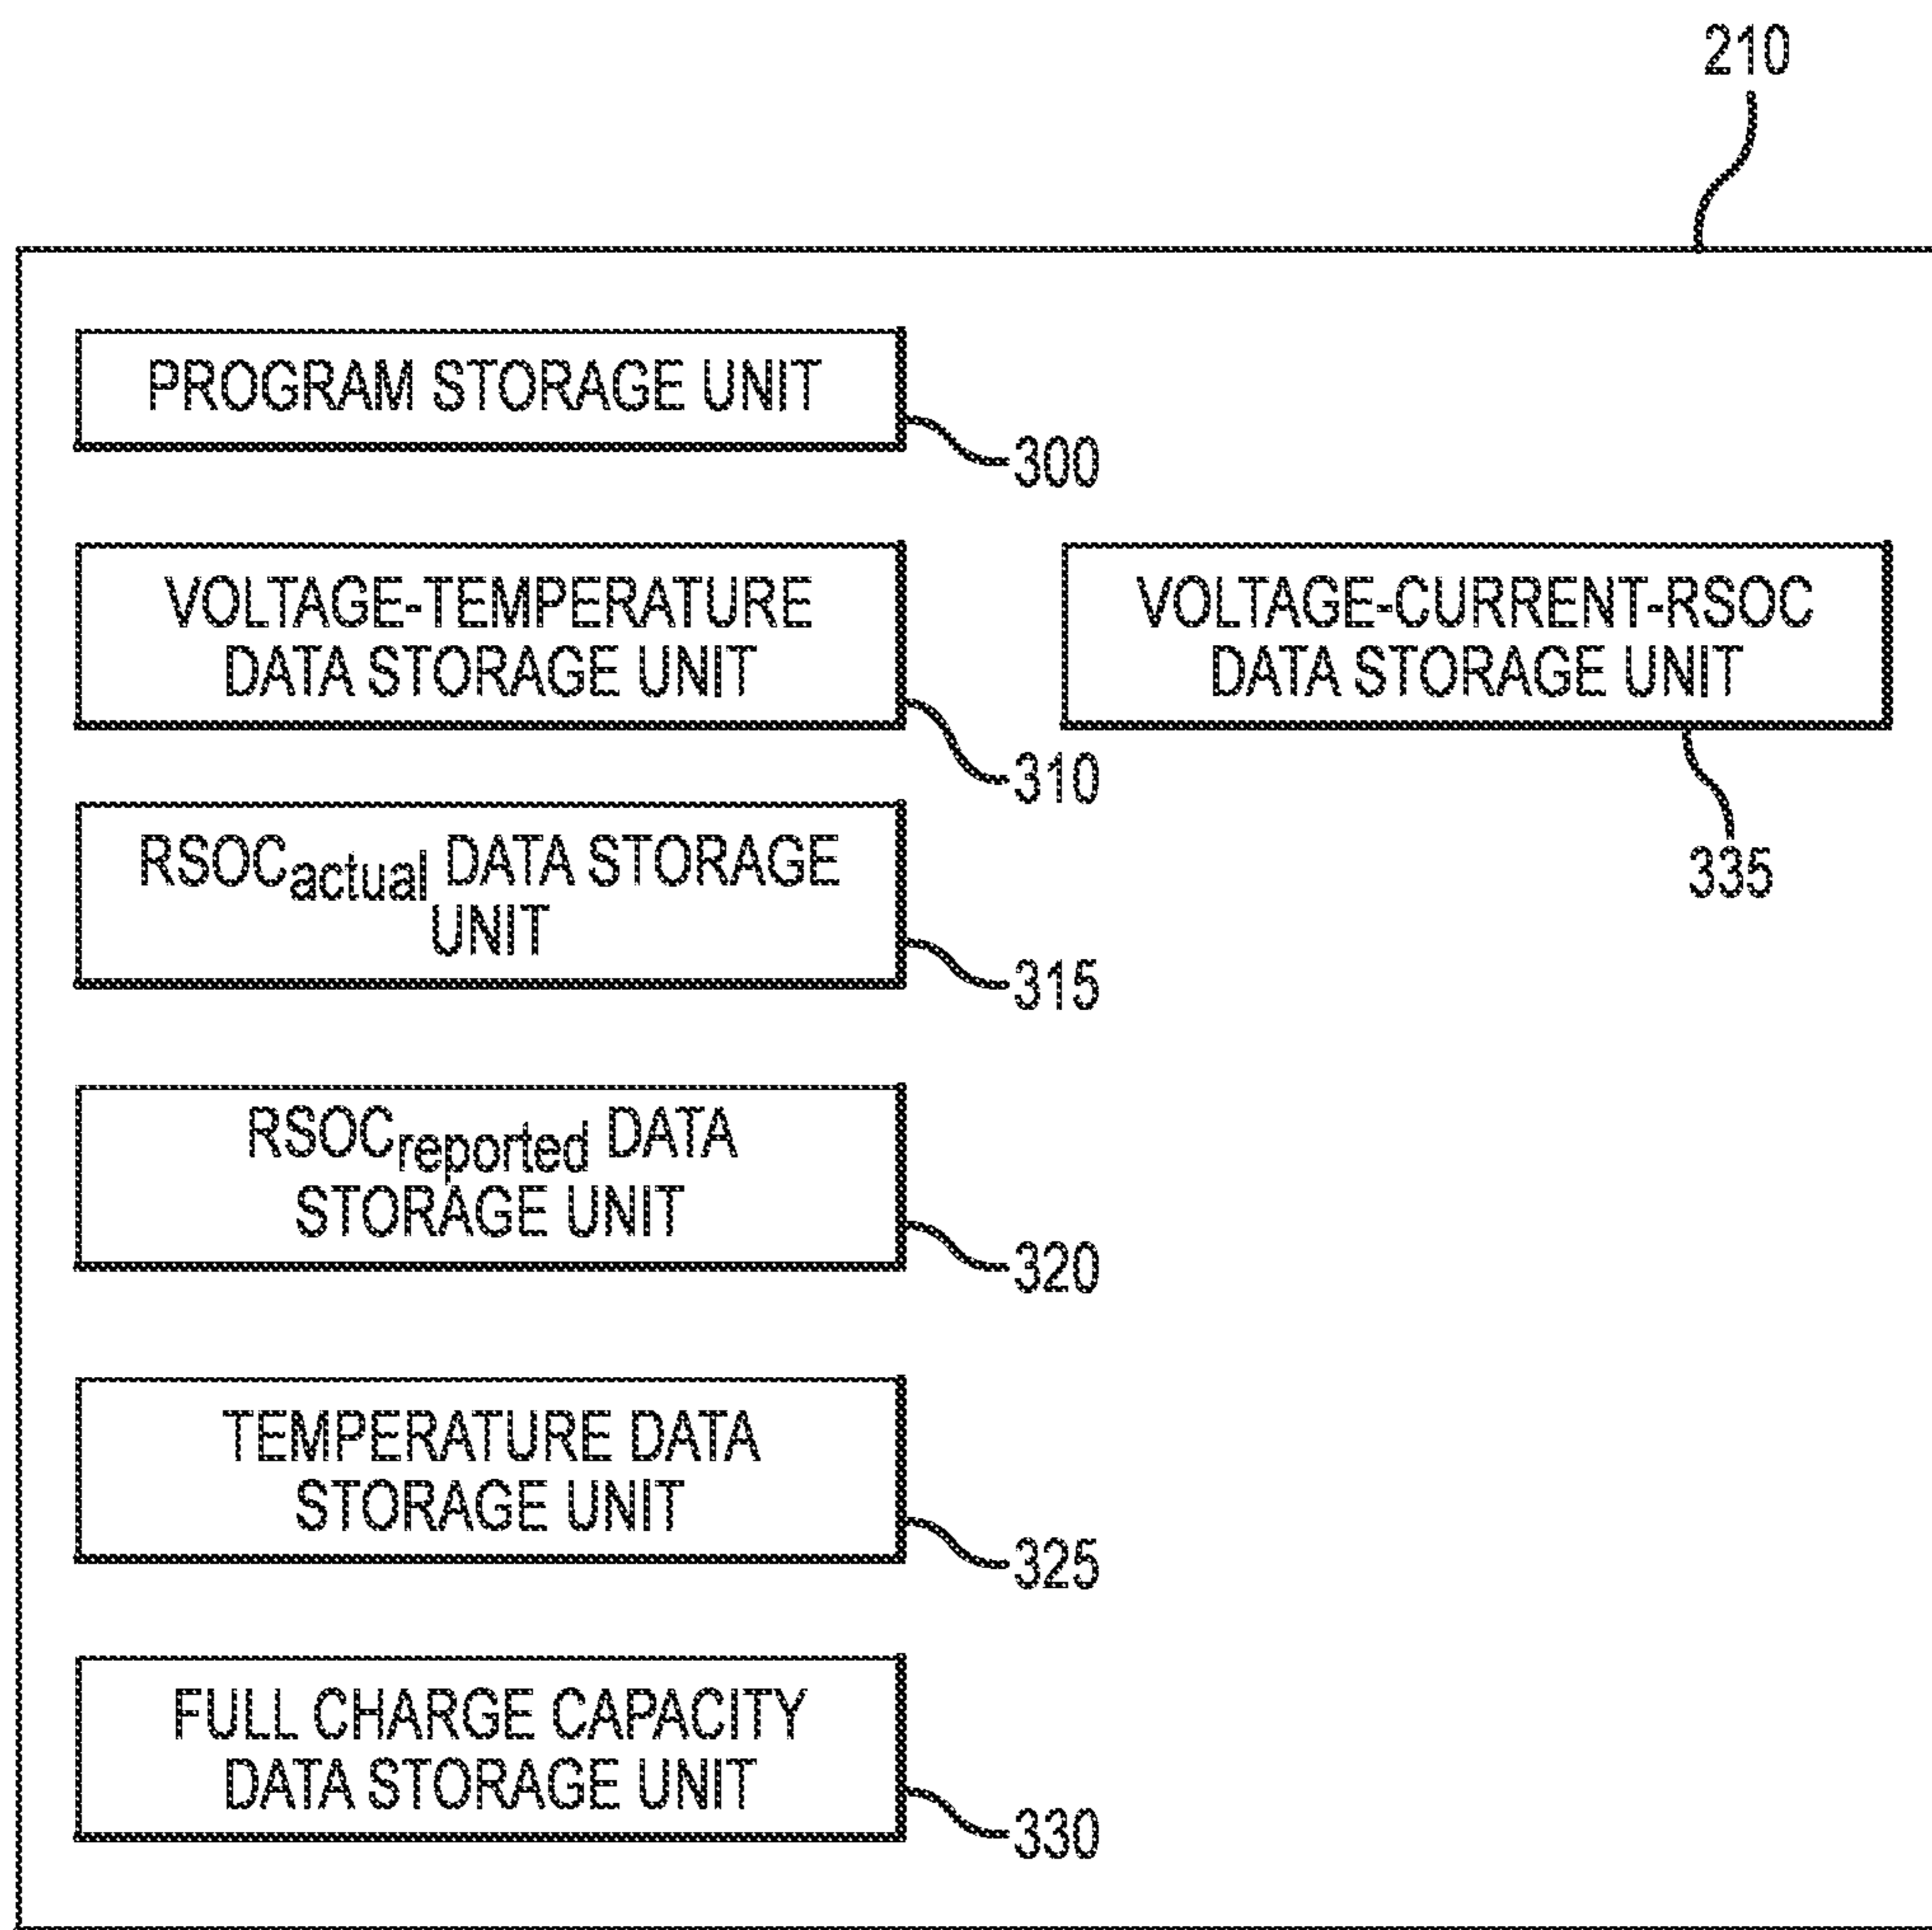 210
PROGRAM STORAGE UNIT
300
VOLTAGE-TEMPERATURE
DATA STORAGE UNIT
310
VOLTAGE-CURRENT-RSOC
DATA STORAGE UNIT
335
RSOCactual DATA STORAGE
UNIT
315
RSOCreported DATA
STORAGE UNIT
320
TEMPERATURE DATA
STORAGE UNIT
325
FULL CHARGE CAPACITY
DATA STORAGE UNIT
330